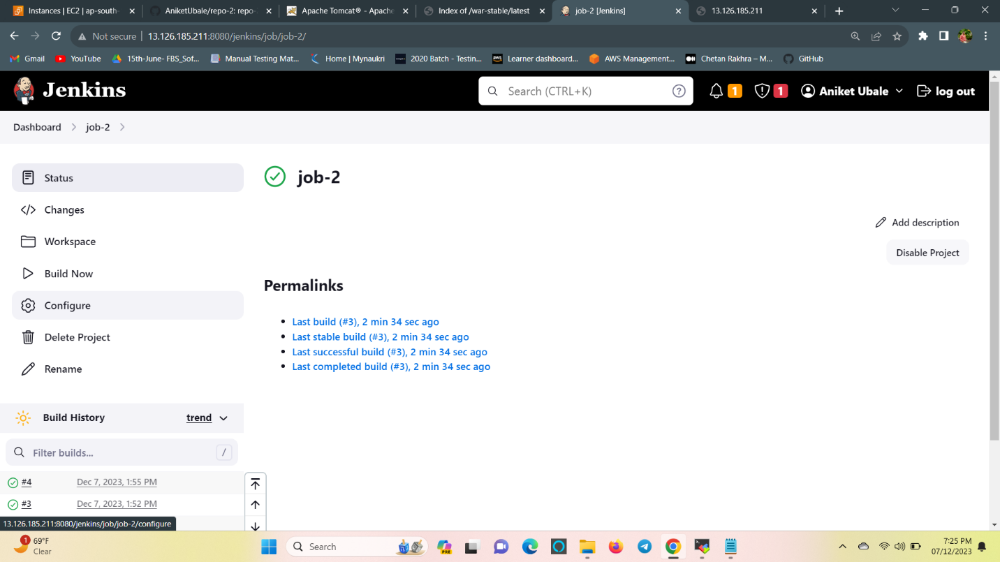 Instances | EC2 | ap-south-
AniketUbale/repo-2: repo-
Apache Tomcat® - Apache
Index of /war-stable/latest
job-2 [Jenkins]
13.126.185.211
Not secure
13.126.185.211:8080/jenkins/job/job-2/
Gmail
YouTube
15th-June- FBS_Sof...
Manual Testing Mat...
Home | Mynaukri
2020 Batch - Testin...
Learner dashboard...
AWS Management...
Chetan Rakhra – M...
GitHub
Jenkins
Search (CTRL+K)
?
1
1
Aniket Ubale
log out
Dashboard
job-2
Status
Changes
Workspace
Build Now
Configure
Delete Project
Rename
job-2
Add description
Disable Project
Permalinks
Last build (#3), 2 min 34 sec ago
Last stable build (#3), 2 min 34 sec ago
Last successful build (#3), 2 min 34 sec ago
Last completed build (#3), 2 min 34 sec ago
Build History
trend
Filter builds...
/
#4
Dec 7, 2023, 1:55 PM
#3
Dec 7, 2023, 1:52 PM
13.126.185.211:8080/jenkins/job/job-2/configure
1
69°F
Clear
Search
PRE
7:25 PM
07/12/2023